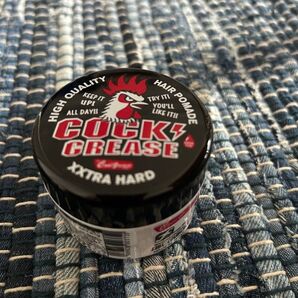 HIGH QUALITY
HAIR POMADE
KEEP IT
UP!
ALL DAY!!
TRY IT!
YOU'LL
LIKE IT!!
COCK
GREASE
XXTRA HARD